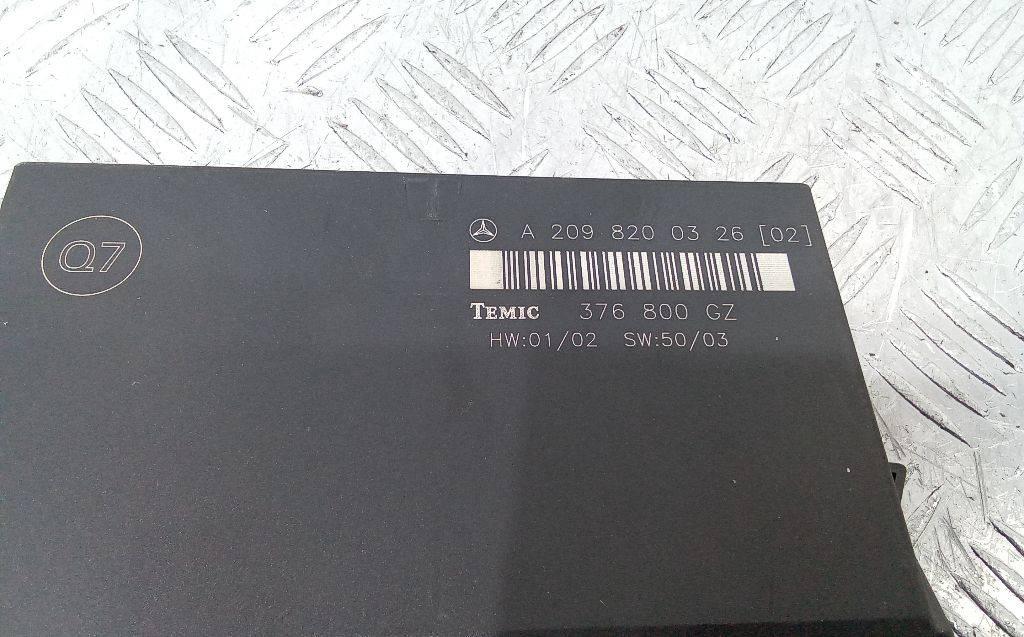 Q7
A 209 820 03 26 [02]
TEMIC 376 800 GZ
HW:01/02 SW:50/03